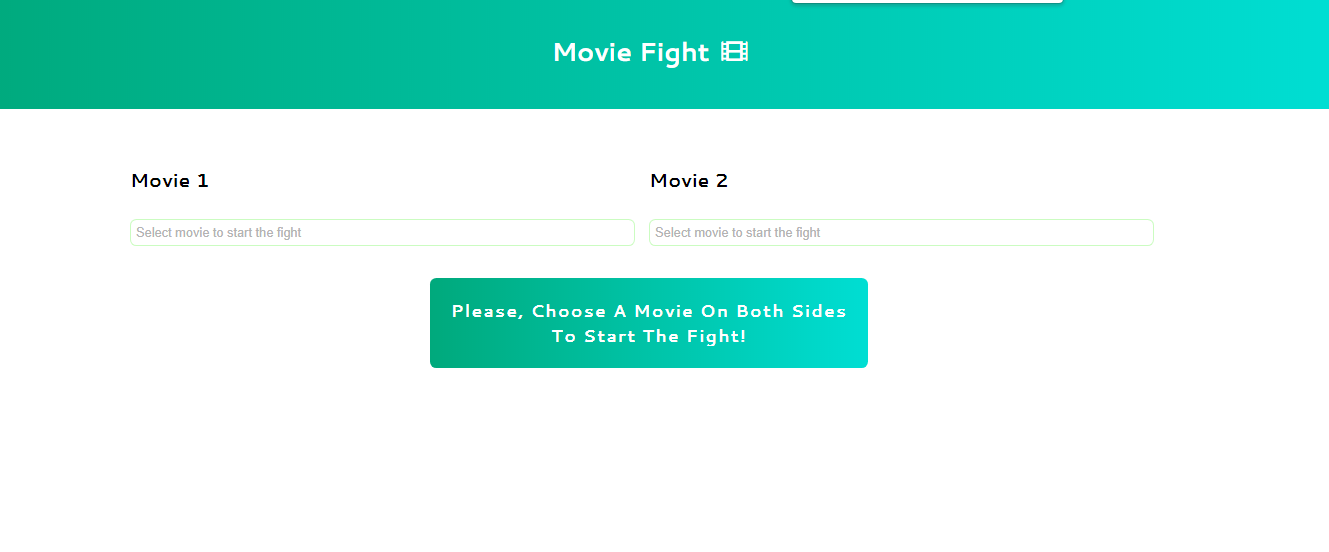 Movie Fight
Movie 1
Movie 2
Select movie to start the fight
Select movie to start the fight
Please, Choose A Movie On Both Sides
To Start The Fight!